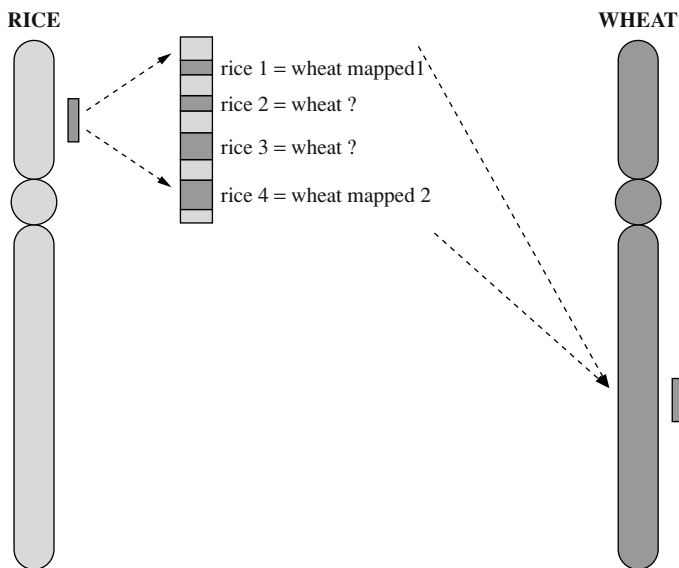 RICE
WHEAT
rice 1 = wheat mapped1
rice 2 = wheat ?
rice 3 = wheat ?
rice 4 = wheat mapped 2